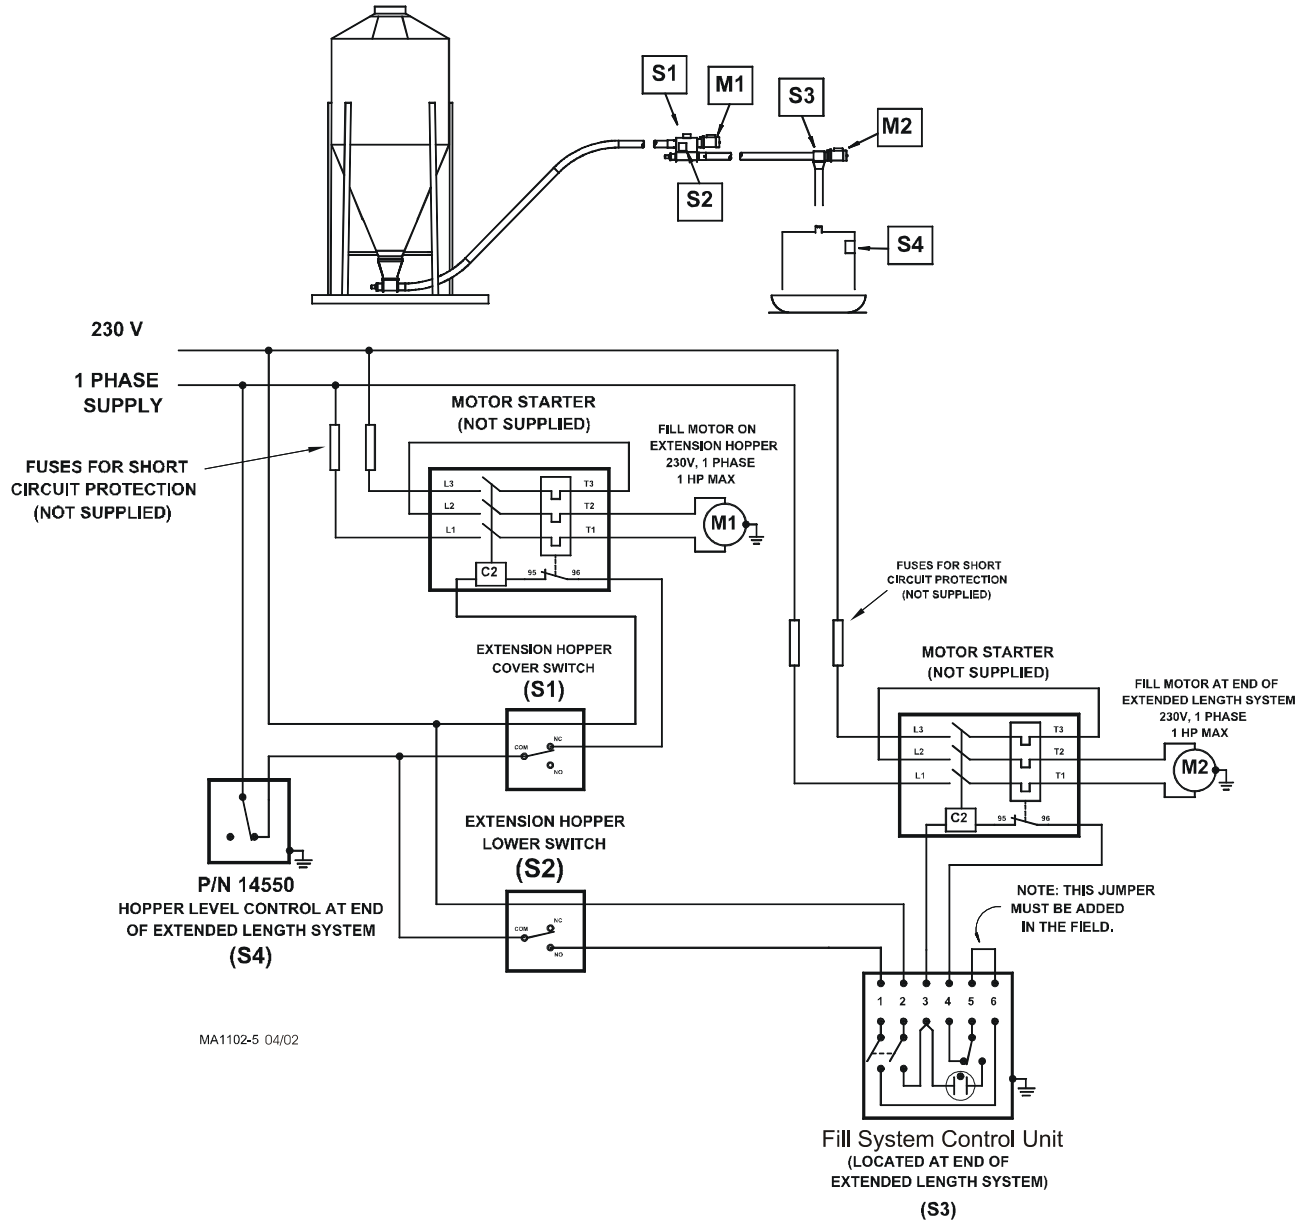 S1
M1
S3
M2
S2
S4
230 V
1 PHASE
SUPPLY
MOTOR STARTER
(NOT SUPPLIED)
FILL MOTOR ON
EXTENSION HOPPER
230V, 1 PHASE
1 HP MAX
FUSES FOR SHORT
CIRCUIT PROTECTION
(NOT SUPPLIED)
L3
T3
L2
T2
L1
T1
M1
C2
95
96
FUSES FOR SHORT
CIRCUIT PROTECTION
(NOT SUPPLIED)
EXTENSION HOPPER
COVER SWITCH
(S1)
MOTOR STARTER
(NOT SUPPLIED)
FILL MOTOR AT END OF
EXTENDED LENGTH SYSTEM
230V, 1 PHASE
1 HP MAX
COM
NC
NO
L3
T3
L2
T2
L1
T1
M2
C2
95
96
EXTENSION HOPPER
LOWER SWITCH
(S2)
P/N 14550
HOPPER LEVEL CONTROL AT END
OF EXTENDED LENGTH SYSTEM
(S4)
COM
NC
NO
NOTE: THIS JUMPER
MUST BE ADDED
IN THE FIELD.
1 2 3 4 5 6
MA1102-5 04/02
Fill System Control Unit
(LOCATED AT END OF
EXTENDED LENGTH SYSTEM)
(S3)